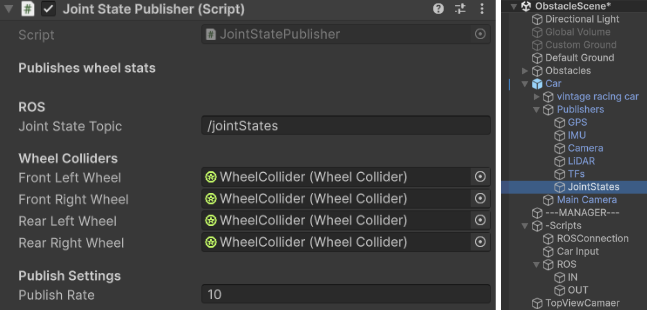 Joint State Publisher (Script)
Script JointStatePublisher
Publishes wheel stats
ROS
Joint State Topic /jointStates
Wheel Colliders
Front Left Wheel WheelCollider (Wheel Collider)
Front Right Wheel WheelCollider (Wheel Collider)
Rear Left Wheel WheelCollider (Wheel Collider)
Rear Right Wheel WheelCollider (Wheel Collider)
Publish Settings
Publish Rate 10
ObstacleScene*
Directional Light
Global Volume
Custom Ground
Default Ground
Obstacles
Car
vintage racing car
Publishers
GPS
IMU
Camera
LiDAR
TFs
JointStates
Main Camera
---MANAGER---
-Scripts
ROSConnection
Car Input
ROS
IN
OUT
TopViewCamaer